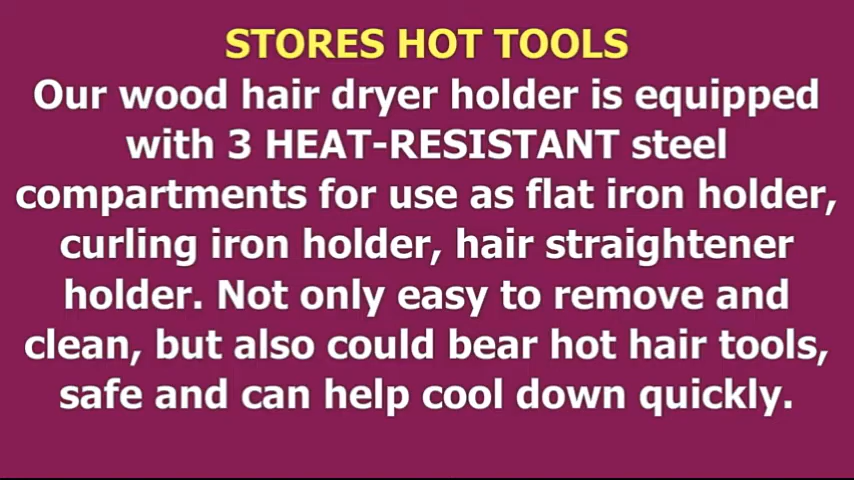 STORES HOT TOOLS
Our wood hair dryer holder is equipped
with 3 HEAT-RESISTANT steel
compartments for use as flat iron holder,
curling iron holder, hair straightener
holder. Not only easy to remove and
clean, but also could bear hot hair tools,
safe and can help cool down quickly.